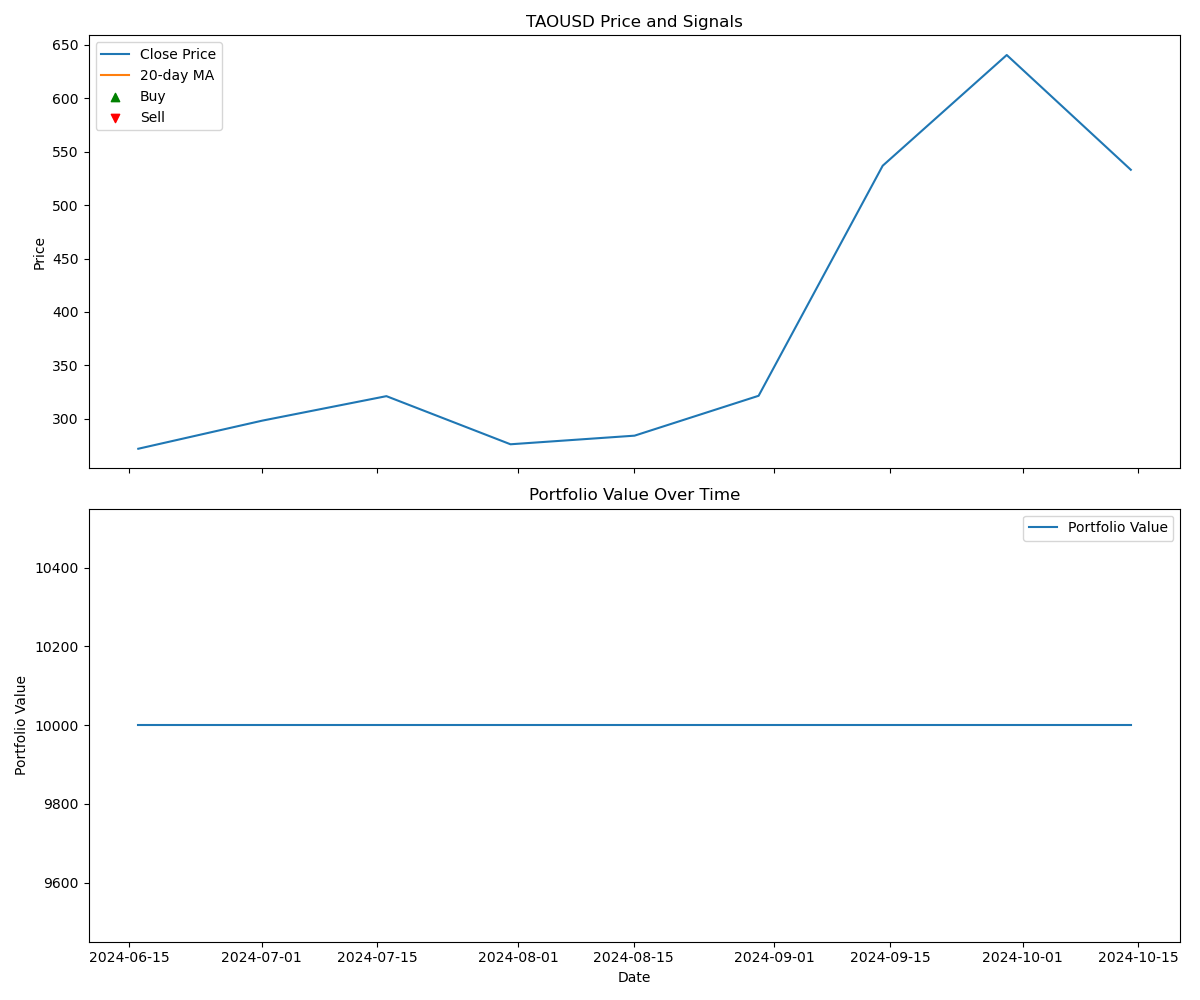 TAOUSD Price and Signals
Close Price
20-day MA
Buy
Sell
Price
650
600
550
500
450
400
350
300
Portfolio Value Over Time
Portfolio Value
Portfolio Value
10400
10200
10000
9800
9600
2024-06-15 2024-07-01 2024-07-15 2024-08-01 2024-08-15 2024-09-01 2024-09-15 2024-10-01 2024-10-15
Date